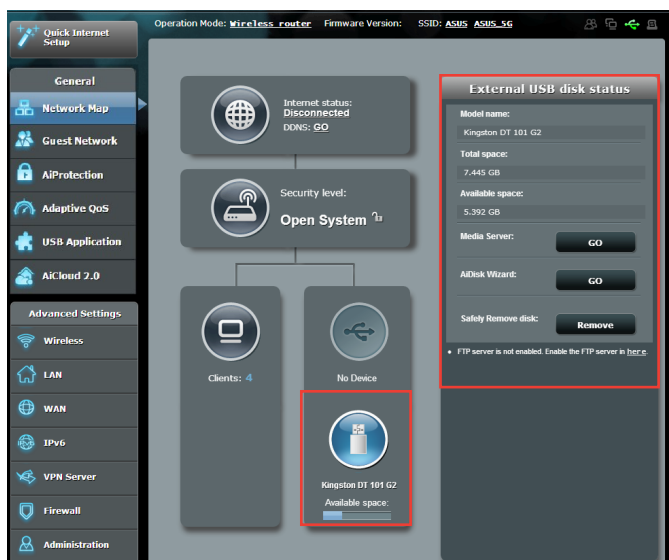 Quick Internet
Setup
Operation Mode: Wireless router Firmware Version: SSID: ASUS ASUS_5G
General
Network Map
Guest Network
AiProtection
Adaptive QoS
USB Application
AiCloud 2.0
Advanced Settings
Wireless
LAN
WAN
IPv6
VPN Server
Firewall
Administration
Internet status:
Disconnected
DDNS: GO
Security level:
Open System
Clients: 4
No Device
Kingston DT 101 G2
Available space:
External USB disk status
Model name:
Kingston DT 101 G2
Total space:
7.445 GB
Available space:
5.392 GB
Media Server: GO
AiDisk Wizard: GO
Safely Remove disk: Remove
• FTP server is not enabled. Enable the FTP server in here.